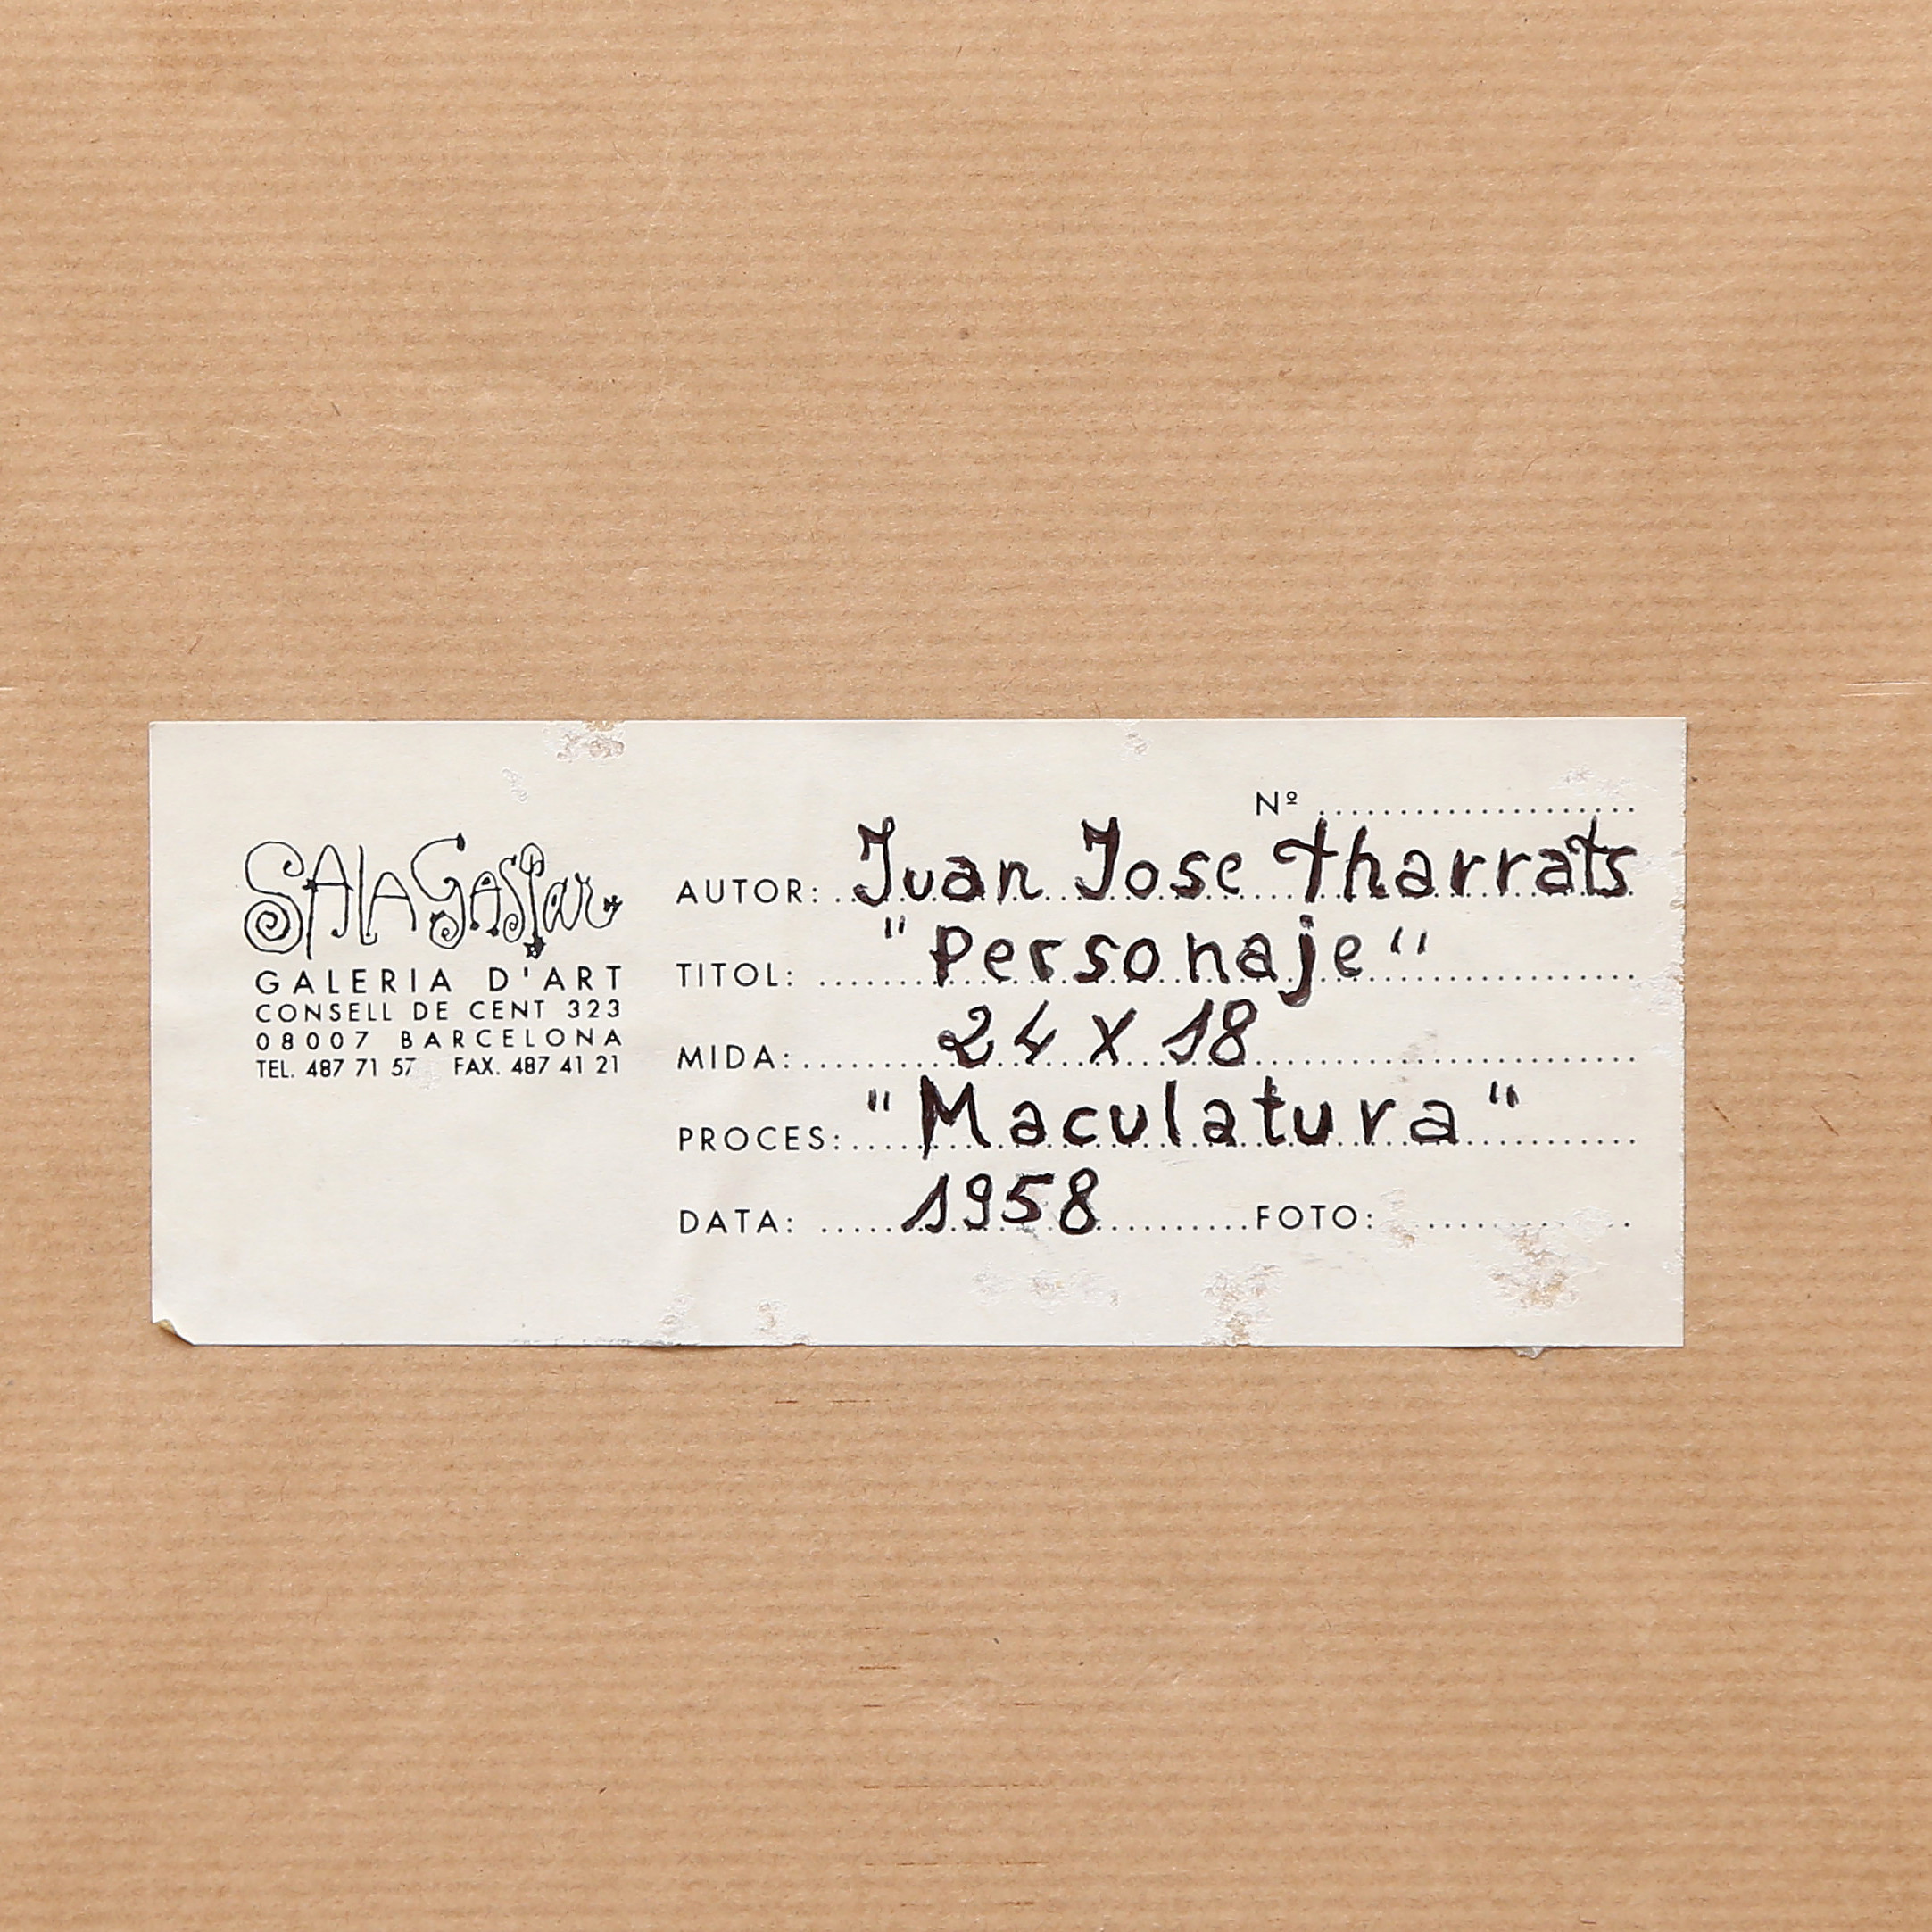 SALA GASPAR
GALERIA D'ART
CONSELL DE CENT 323
08007 BARCELONA
TEL. 487 71 57 FAX. 487 41 21
Nº
AUTOR: Juan Jose Tharrats
TITOL: "Personaje"
MIDA: 24 X 18
PROCES: "Maculatura"
DATA: 1958 FOTO: